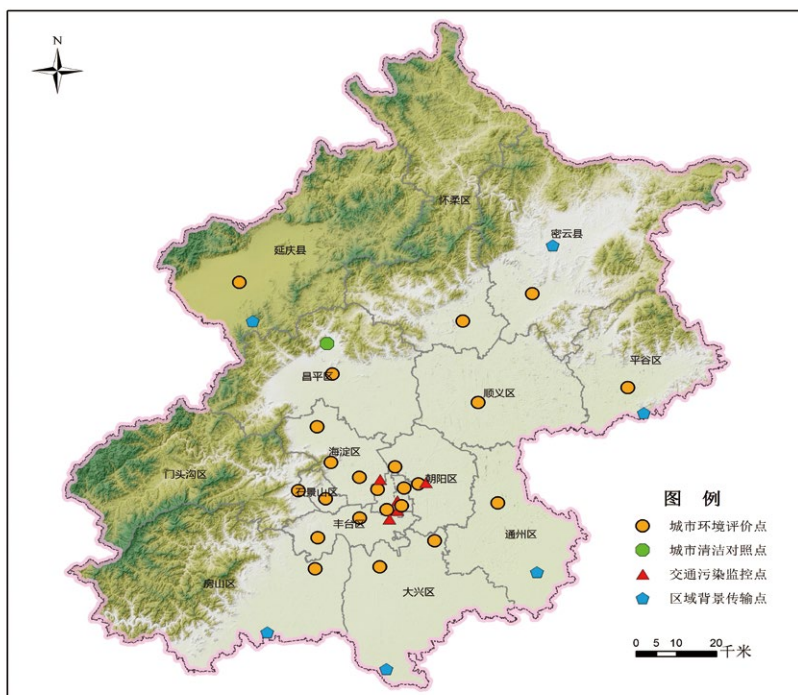 N
怀柔区
密云县
延庆县
平谷区
昌平区
顺义区
海淀区
门头沟区
朝阳区
石景山区
丰台区
通州区
房山区
大兴区
图 例
城市环境评价点
城市清洁对照点
交通污染监控点
区域背景传输点
0 5 10 20
千米